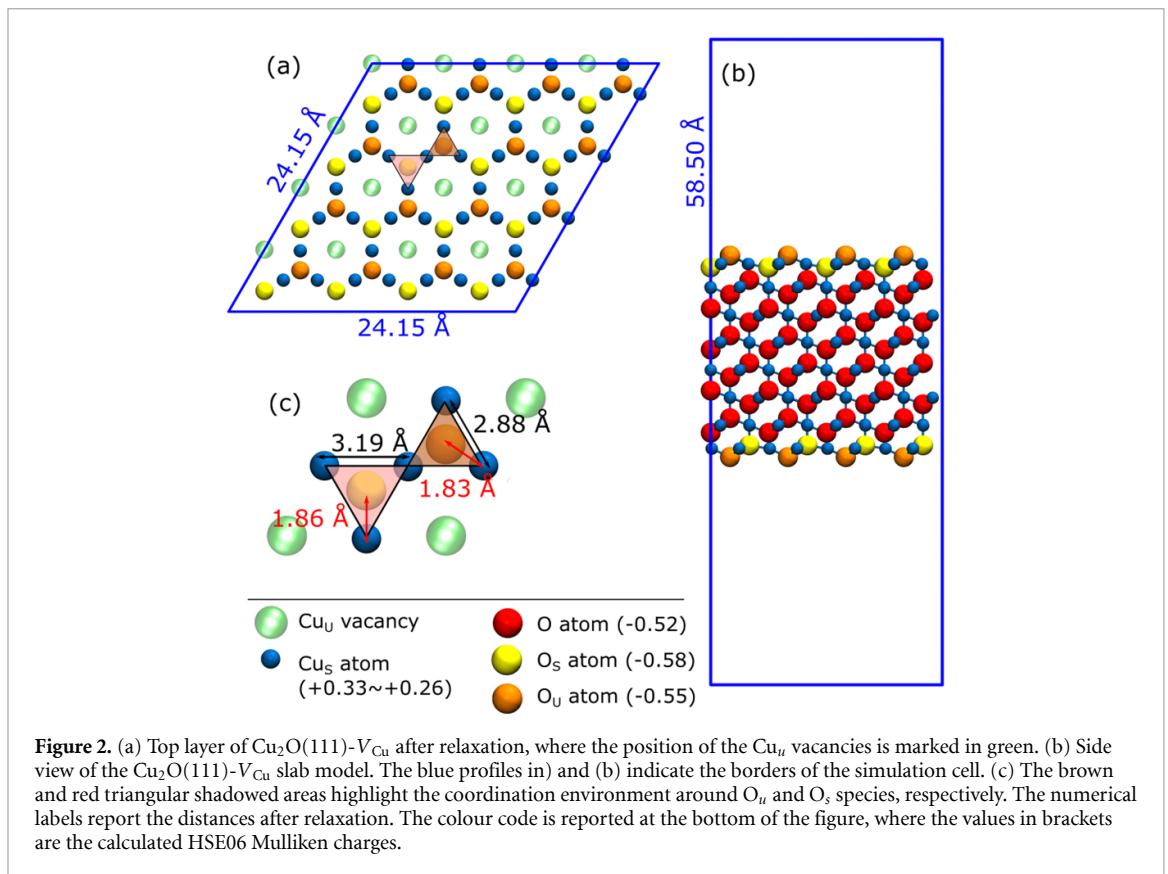 (a)
24.15 Å
24.15 Å
(b)
58.50 Å
(c)
3.19 Å
2.88 Å
1.86 Å
1.83 Å
Cu_U vacancy
Cu_S atom
(+0.33~+0.26)
O atom (-0.52)
O_S atom (-0.58)
O_U atom (-0.55)
Figure 2. (a) Top layer of Cu₂O(111)-V_Cu after relaxation, where the position of the Cu_u vacancies is marked in green. (b) Side
view of the Cu₂O(111)-V_Cu slab model. The blue profiles in) and (b) indicate the borders of the simulation cell. (c) The brown
and red triangular shadowed areas highlight the coordination environment around O_u and O_s species, respectively. The numerical
labels report the distances after relaxation. The colour code is reported at the bottom of the figure, where the values in brackets
are the calculated HSE06 Mulliken charges.